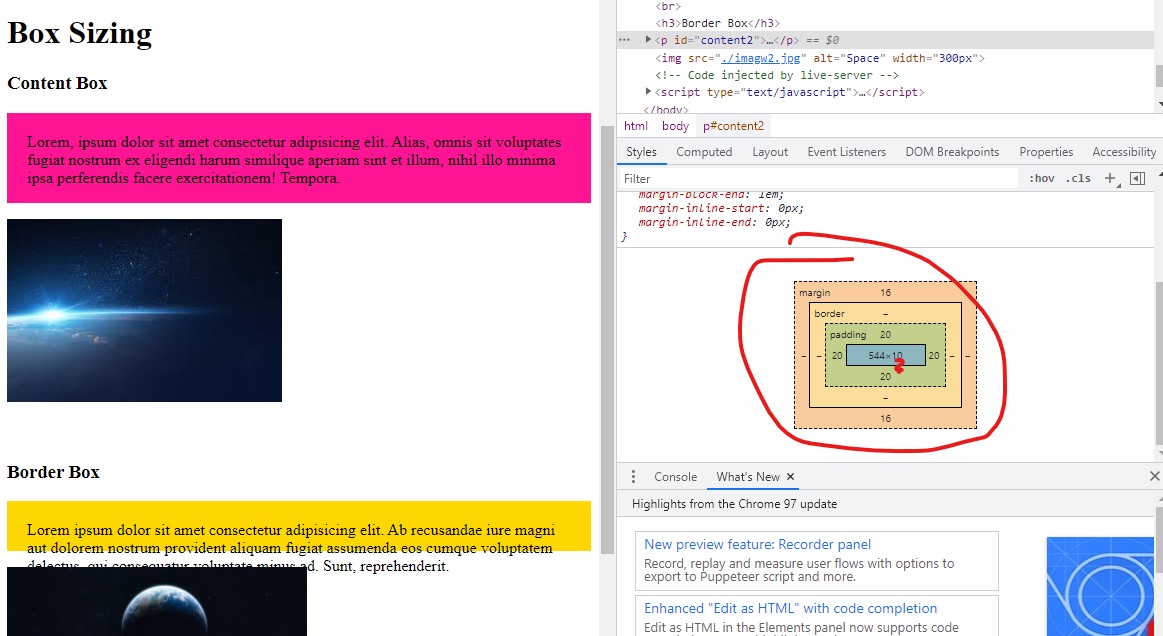 Box Sizing
Content Box
Lorem, ipsum dolor sit amet consectetur adipisicing elit. Alias, omnis sit voluptates
fugiat nostrum ex eligendi harum similique aperiam sint et illum, nihil illo minima
ipsa perferendis facere exercitationem! Tempora.
Border Box
Lorem ipsum dolor sit amet consectetur adipisicing elit. Ab recusandae iure magni
aut dolorem nostrum provident aliquam fugiat assumenda eos cumque voluptatem
delectus, qui consequatur voluptate minus ad. Sunt, reprehenderit.
<br>
<h3>Border Box</h3>
<p id="content2">…</p> == $0
<img src="./imagw2.jpg" alt="Space" width="300px">
<!-- Code injected by live-server -->
<script type="text/javascript">…</script>
</body>
html body p#content2
Styles Computed Layout Event Listeners DOM Breakpoints Properties Accessibility
Filter :hov .cls +
margin-block-end: 1em;
margin-inline-start: 0px;
margin-inline-end: 0px;
}
margin 16
border –
padding 20
– – 20 544×10 20 – –
?
20
–
16
Console What's New ×
Highlights from the Chrome 97 update
New preview feature: Recorder panel
Record, replay and measure user flows with options to
export to Puppeteer script and more.
Enhanced "Edit as HTML" with code completion
Edit as HTML in the Elements panel now supports code